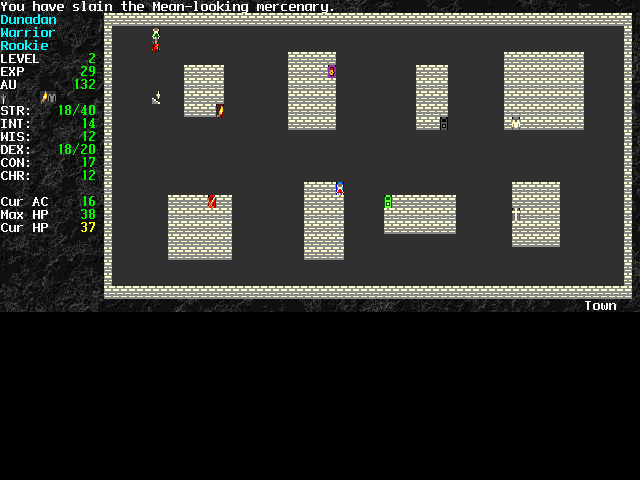 You have slain the Mean-looking mercenary.
Dunadan
Warrior
Rookie
LEVEL 2
EXP 29
AU 132
STR: 18/40
INT: 14
WIS: 12
DEX: 18/20
CON: 17
CHR: 12
Cur AC 16
Max HP 38
Cur HP 37
Town